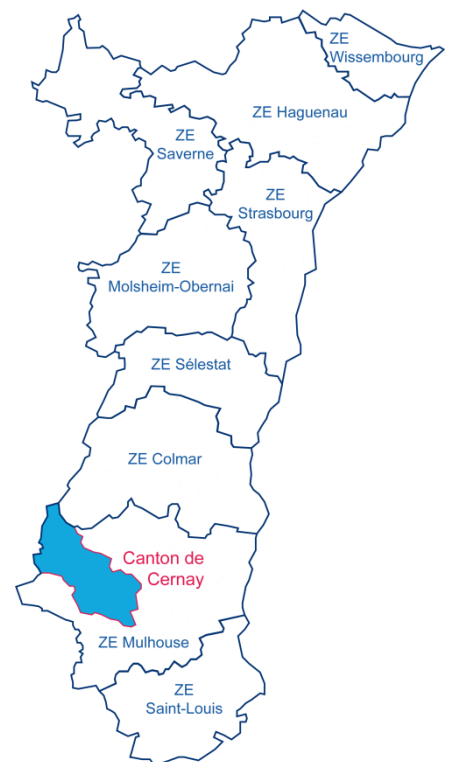 ZE
Wissembourg
ZE Haguenau
ZE
Saverne
ZE
Strasbourg
ZE
Molsheim-Obernai
ZE Sélestat
ZE Colmar
Canton de
Cernay
ZE Mulhouse
ZE
Saint-Louis